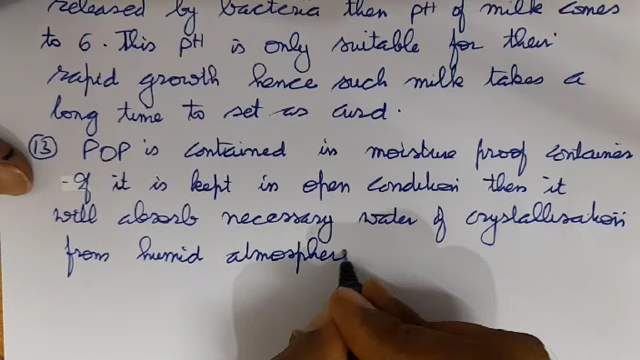 released by bacteria then pH of milk comes
to 6. This pH is only suitable for their
rapid growth hence such milk takes a
long time to set as curd.
(13) POP is contained in moisture proof container
- If it is kept in open condition then it
will absorb necessary water of crystallisation
from humid atmospher